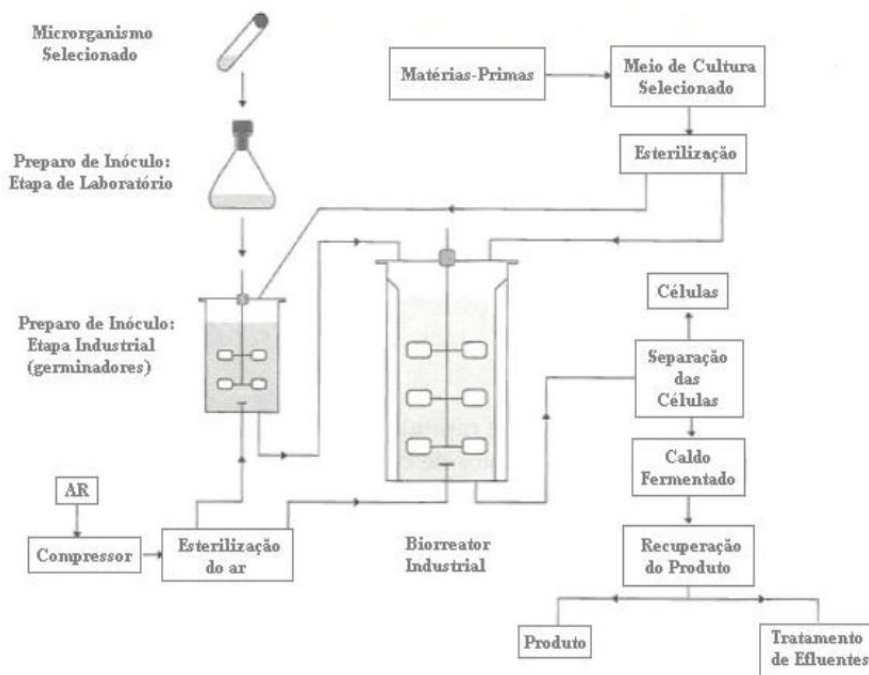 Microrganismo
Selecionado
Matérias-Primas
Meio de Cultura
Selecionado
Preparo de Inóculo:
Etapa de Laboratório
Esterilização
Preparo de Inóculo:
Etapa Industrial
(germinadores)
Células
Separação
das
Células
Caldo
Fermentado
AR
Compressor
Esterilização
do ar
Biorreator
Industrial
Recuperação
do Produto
Produto
Tratamento
de Efluentes